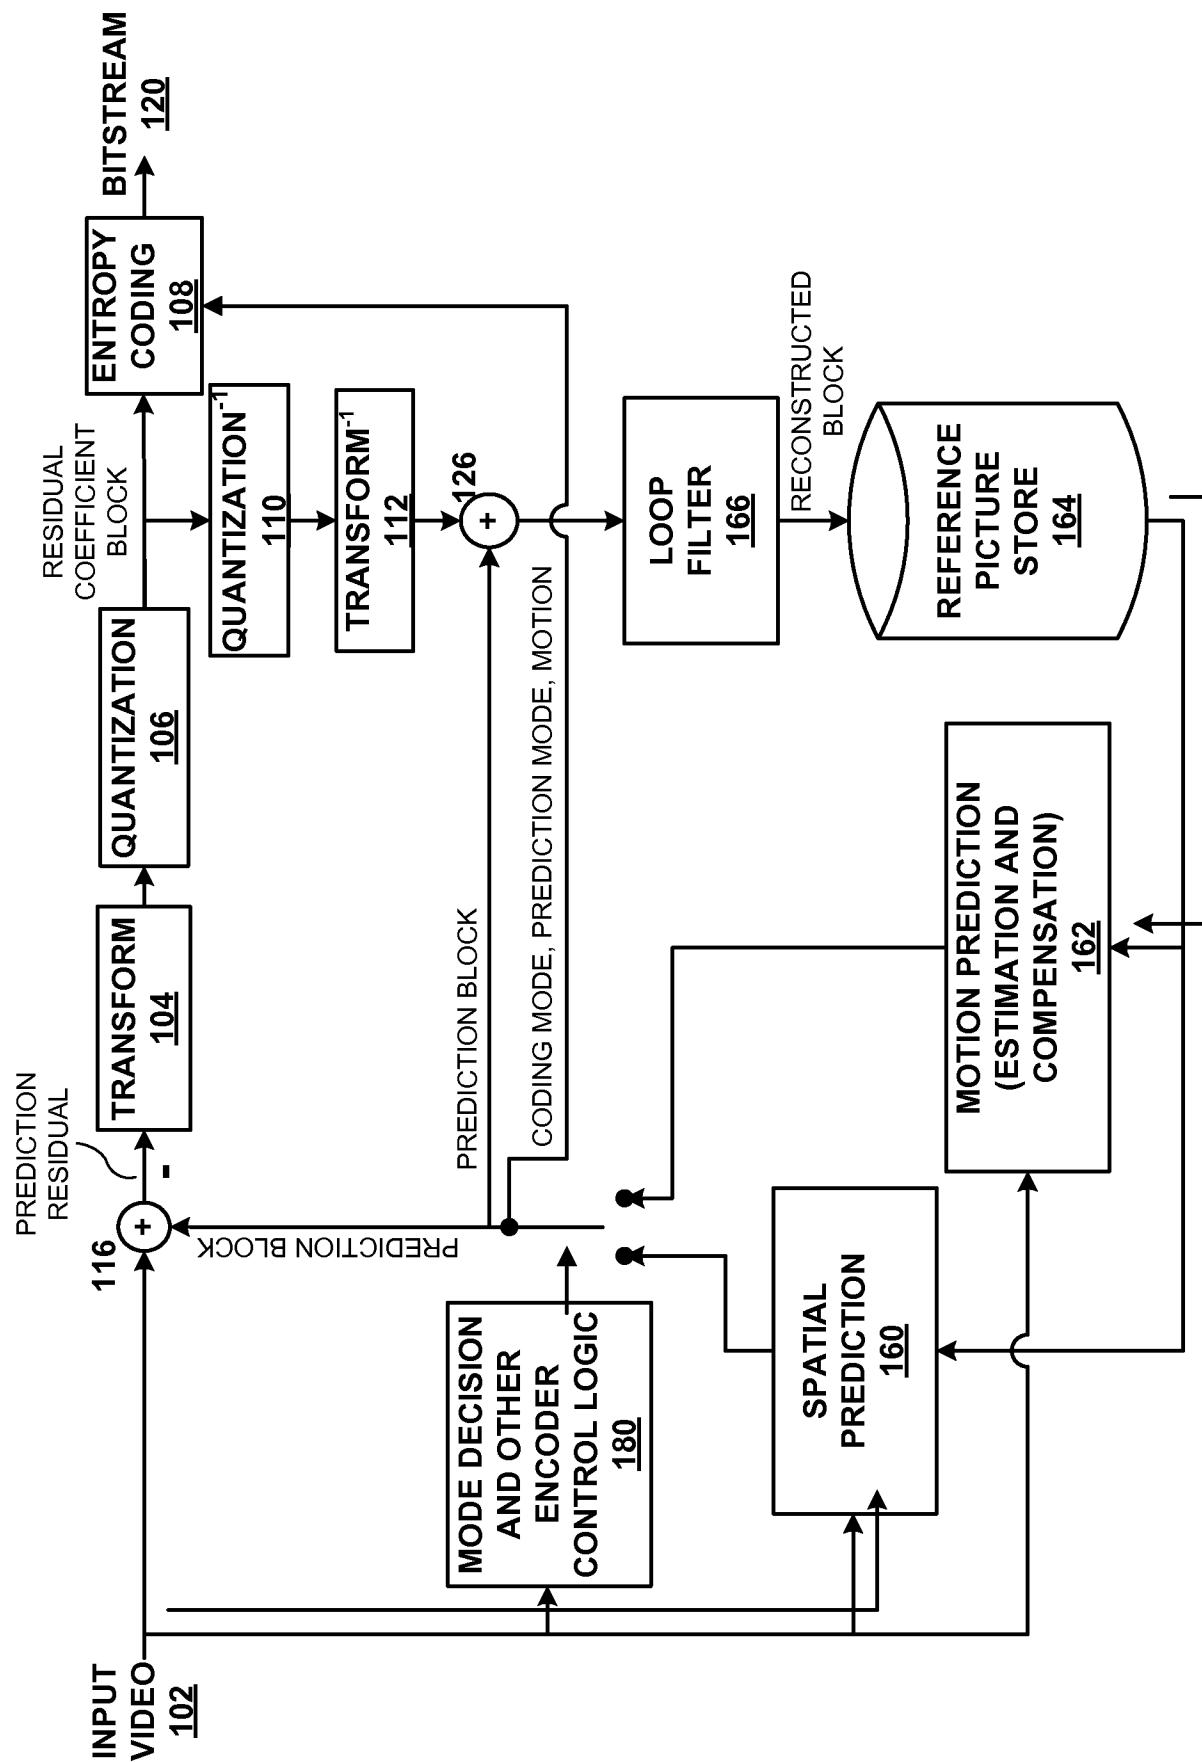 INPUT
VIDEO
102
116
+
-
PREDICTION
RESIDUAL
TRANSFORM
104
QUANTIZATION
106
RESIDUAL
COEFFICIENT
BLOCK
ENTROPY
CODING
108
BITSTREAM
120
QUANTIZATION-1
110
TRANSFORM-1
112
126
+
PREDICTION BLOCK
PREDICTION BLOCK
CODING MODE, PREDICTION MODE, MOTION
MODE DECISION
AND OTHER
ENCODER
CONTROL LOGIC
180
LOOP
FILTER
166
RECONSTRUCTED
BLOCK
SPATIAL
PREDICTION
160
MOTION PREDICTION
(ESTIMATION AND
COMPENSATION)
162
REFERENCE
PICTURE
STORE
164